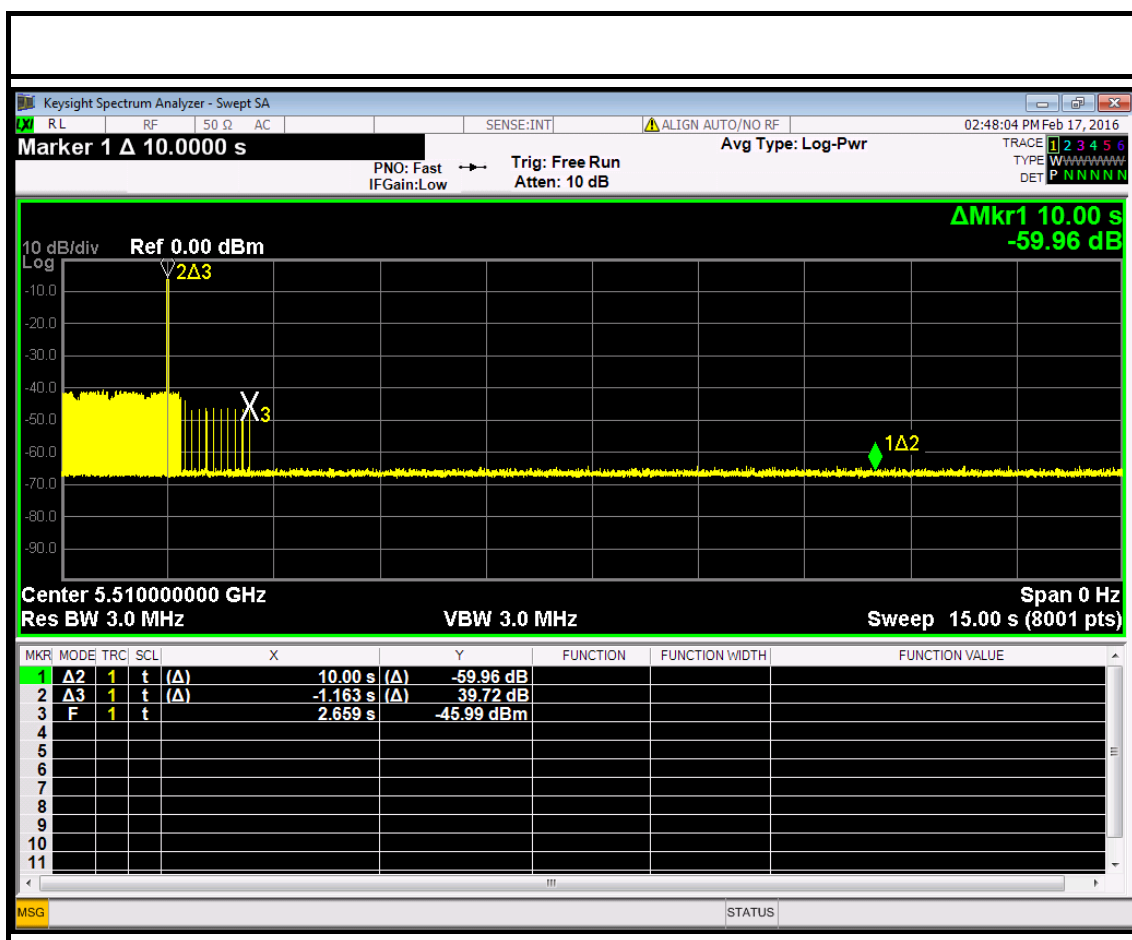 Keysight Spectrum Analyzer - Swept SA
LXI RL RF 50 Ω AC SENSE:INT ALIGN AUTO/NO RF 02:48:04 PM Feb 17, 2016
Marker 1 Δ 10.0000 s
PNO: Fast
IFGain:Low
Trig: Free Run
Atten: 10 dB
Avg Type: Log-Pwr
TRACE 1 2 3 4 5 6
TYPE WWWWWW
DET P N N N N N
ΔMkr1 10.00 s
-59.96 dB
10 dB/div Ref 0.00 dBm
Log
2Δ3
-10.0
-20.0
-30.0
-40.0
-50.0
-60.0
-70.0
-80.0
-90.0
3
1Δ2
Center 5.510000000 GHz Span 0 Hz
Res BW 3.0 MHz VBW 3.0 MHz Sweep 15.00 s (8001 pts)
MKR MODE TRC SCL X Y FUNCTION FUNCTION WIDTH FUNCTION VALUE
1 Δ2 1 t (Δ) 10.00 s (Δ) -59.96 dB
2 Δ3 1 t (Δ) -1.163 s (Δ) 39.72 dB
3 F 1 t 2.659 s -45.99 dBm
4
5
6
7
8
9
10
11
MSG STATUS